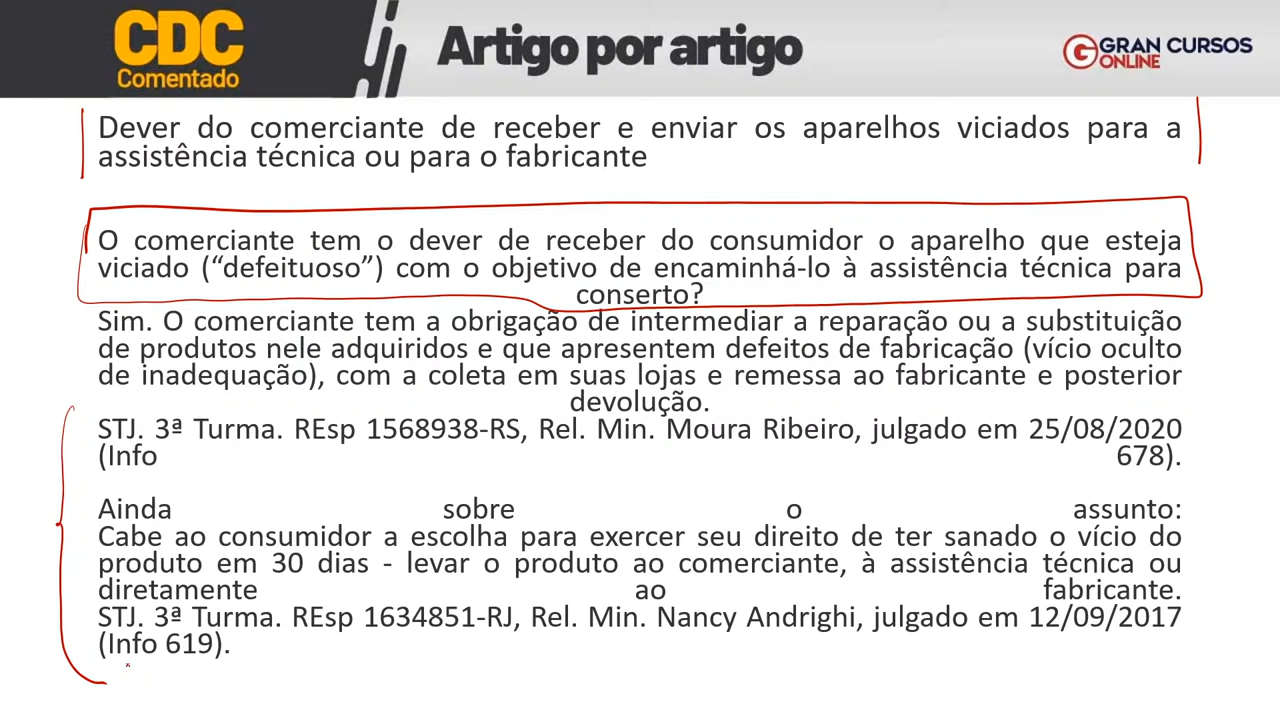 CDC
Comentado
Artigo por artigo
G GRAN CURSOS
ONLINE
Dever do comerciante de receber e enviar os aparelhos viciados para a
assistência técnica ou para o fabricante
O comerciante tem o dever de receber do consumidor o aparelho que esteja
viciado (“defeituoso”) com o objetivo de encaminhá-lo à assistência técnica para
conserto?
Sim. O comerciante tem a obrigação de intermediar a reparação ou a substituição
de produtos nele adquiridos e que apresentem defeitos de fabricação (vício oculto
de inadequação), com a coleta em suas lojas e remessa ao fabricante e posterior
devolução.
STJ. 3ª Turma. REsp 1568938-RS, Rel. Min. Moura Ribeiro, julgado em 25/08/2020
(Info 678).
Ainda sobre o assunto:
Cabe ao consumidor a escolha para exercer seu direito de ter sanado o vício do
produto em 30 dias - levar o produto ao comerciante, à assistência técnica ou
diretamente ao fabricante.
STJ. 3ª Turma. REsp 1634851-RJ, Rel. Min. Nancy Andrighi, julgado em 12/09/2017
(Info 619).